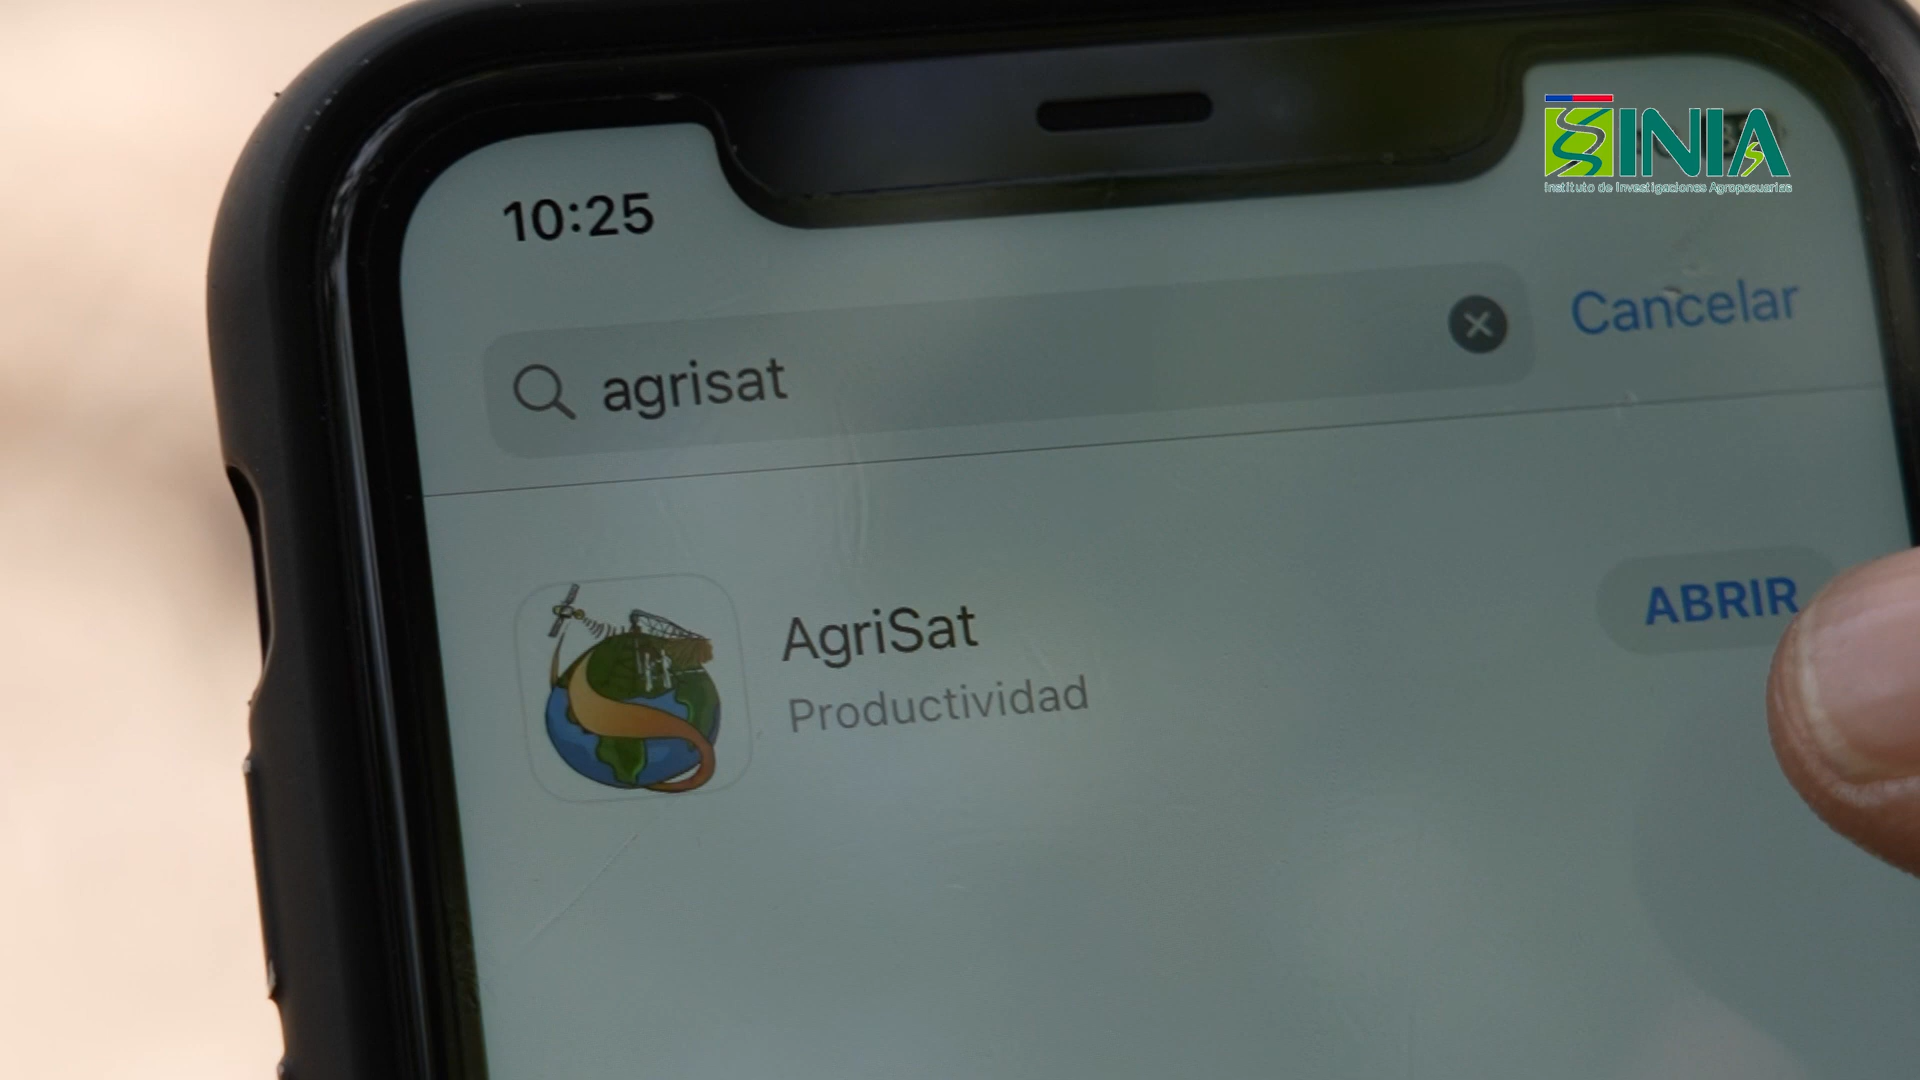 INIA
Instituto de Investigaciones Agropecuarias
10:25
agrisat
Cancelar
AgriSat
ABRIR
Productividad